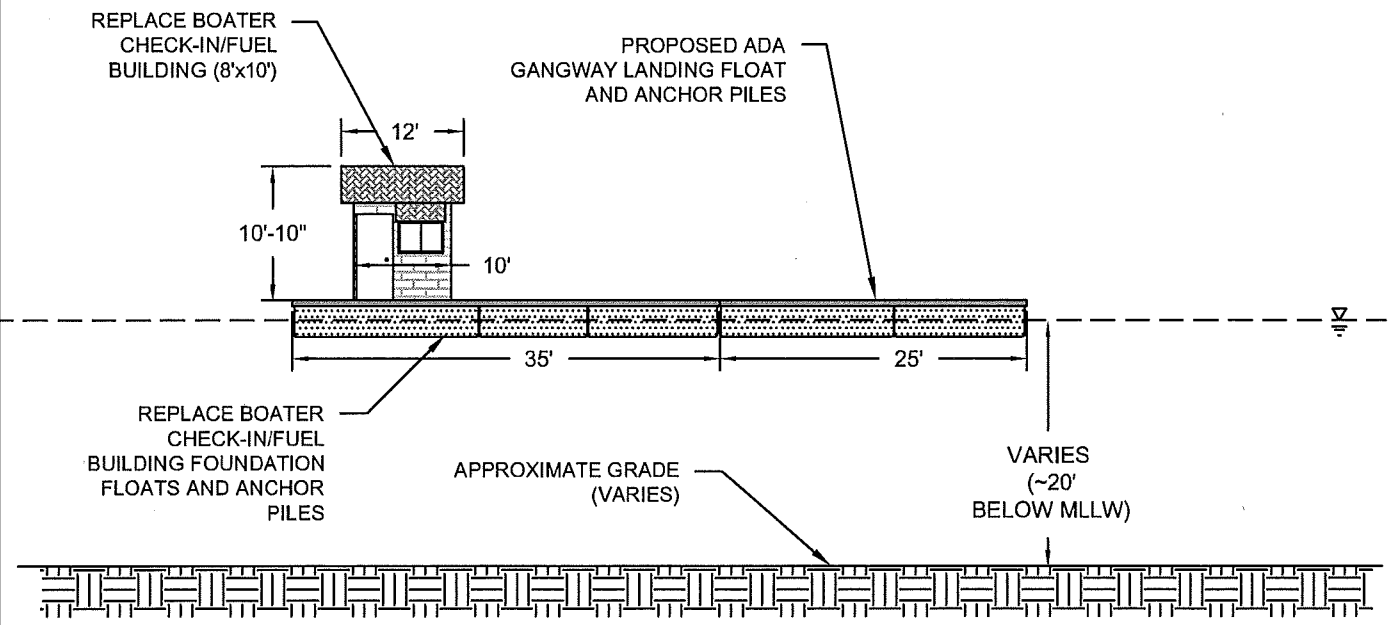 REPLACE BOATER
CHECK-IN/FUEL
BUILDING (8'x10')
PROPOSED ADA
GANGWAY LANDING FLOAT
AND ANCHOR PILES
12'
10'-10"
10'
35'
25'
REPLACE BOATER
CHECK-IN/FUEL
BUILDING FOUNDATION
FLOATS AND ANCHOR
PILES
APPROXIMATE GRADE
(VARIES)
VARIES
(~20'
BELOW MLLW)